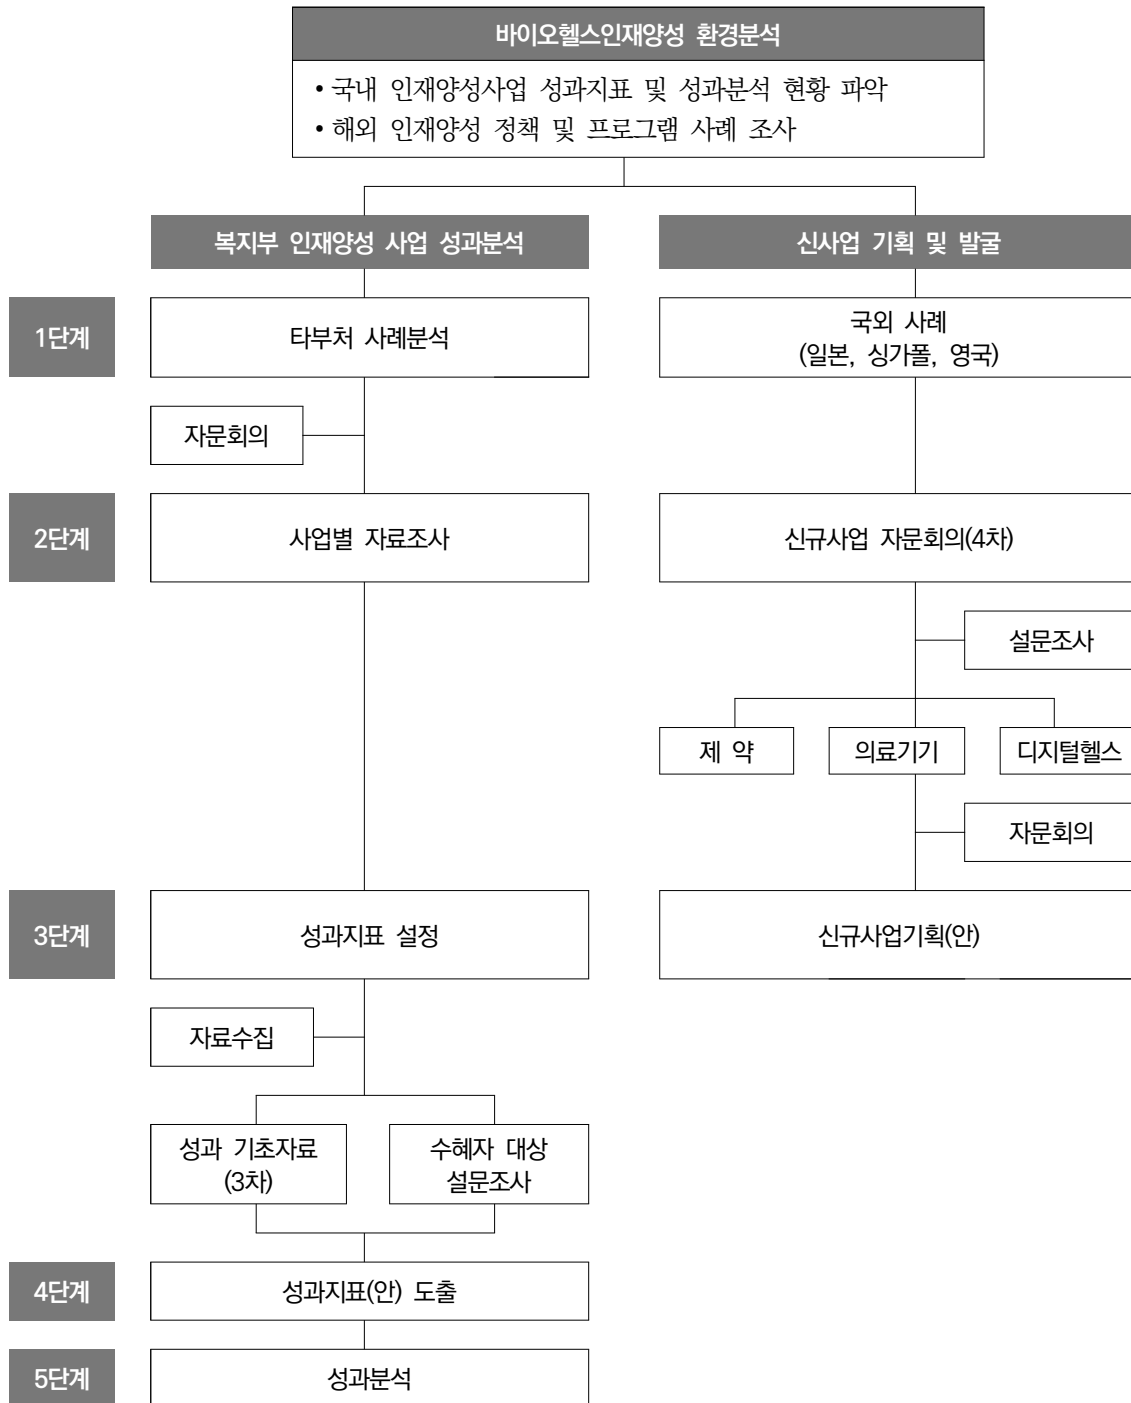 바이오헬스인재양성 환경분석
• 국내 인재양성사업 성과지표 및 성과분석 현황 파악
• 해외 인재양성 정책 및 프로그램 사례 조사
복지부 인재양성 사업 성과분석
신사업 기획 및 발굴
1단계
타부처 사례분석
국외 사례
(일본, 싱가폴, 영국)
자문회의
2단계
사업별 자료조사
신규사업 자문회의(4차)
설문조사
제 약
의료기기
디지털헬스
자문회의
3단계
성과지표 설정
신규사업기획(안)
자료수집
성과 기초자료
(3차)
수혜자 대상
설문조사
4단계
성과지표(안) 도출
5단계
성과분석